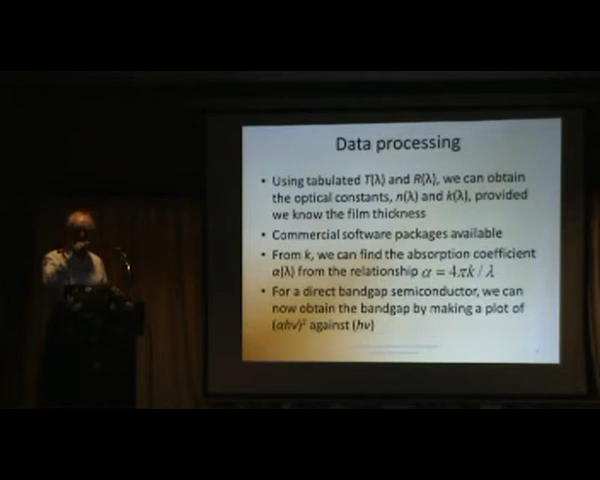 Data processing
• Using tabulated T(λ) and R(λ), we can obtain
the optical constants, n(λ) and k(λ), provided
we know the film thickness
• Commercial software packages available
• From k, we can find the absorption coefficient
α(λ) from the relationship α = 4πk / λ
• For a direct bandgap semiconductor, we can
now obtain the bandgap by making a plot of
(αhν)² against (hν)